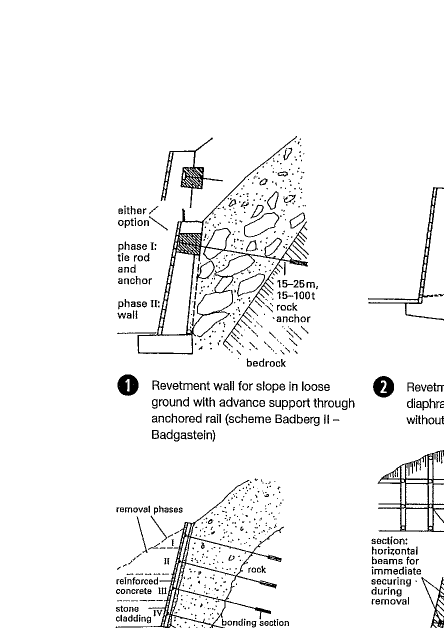 either
option
phase I:
tie rod
and
anchor
phase II:
wall
15–25m,
15–100t
rock
anchor
bedrock
1 Revetment wall for slope in loose
ground with advance support through
anchored rail (scheme Badberg II –
Badgastein)
2 Revetm
diaphra
without
removal phases
I
II
rock
reinforced
concrete III
stone
cladding IV
bonding section
section:
horizontal
beams for
immediate
securing
during
removal